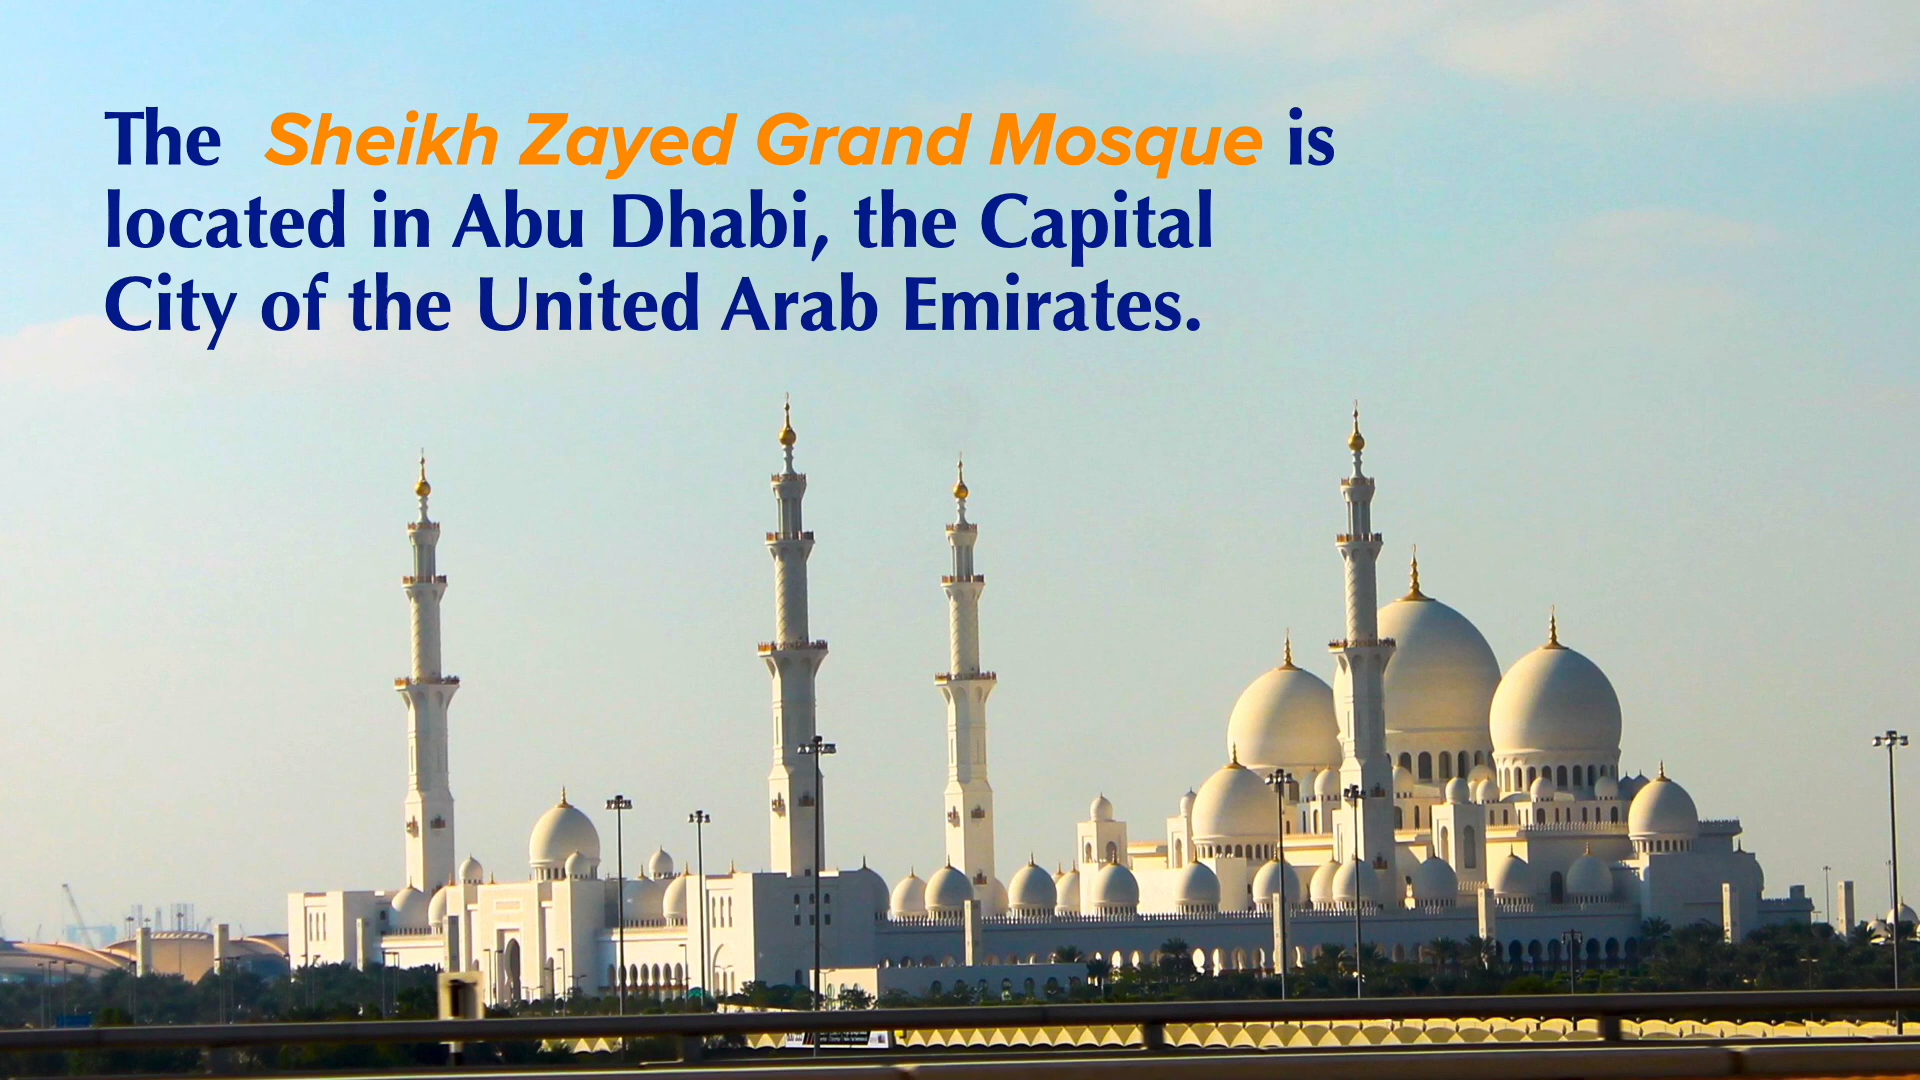 The Sheikh Zayed Grand Mosque is
located in Abu Dhabi, the Capital
City of the United Arab Emirates.